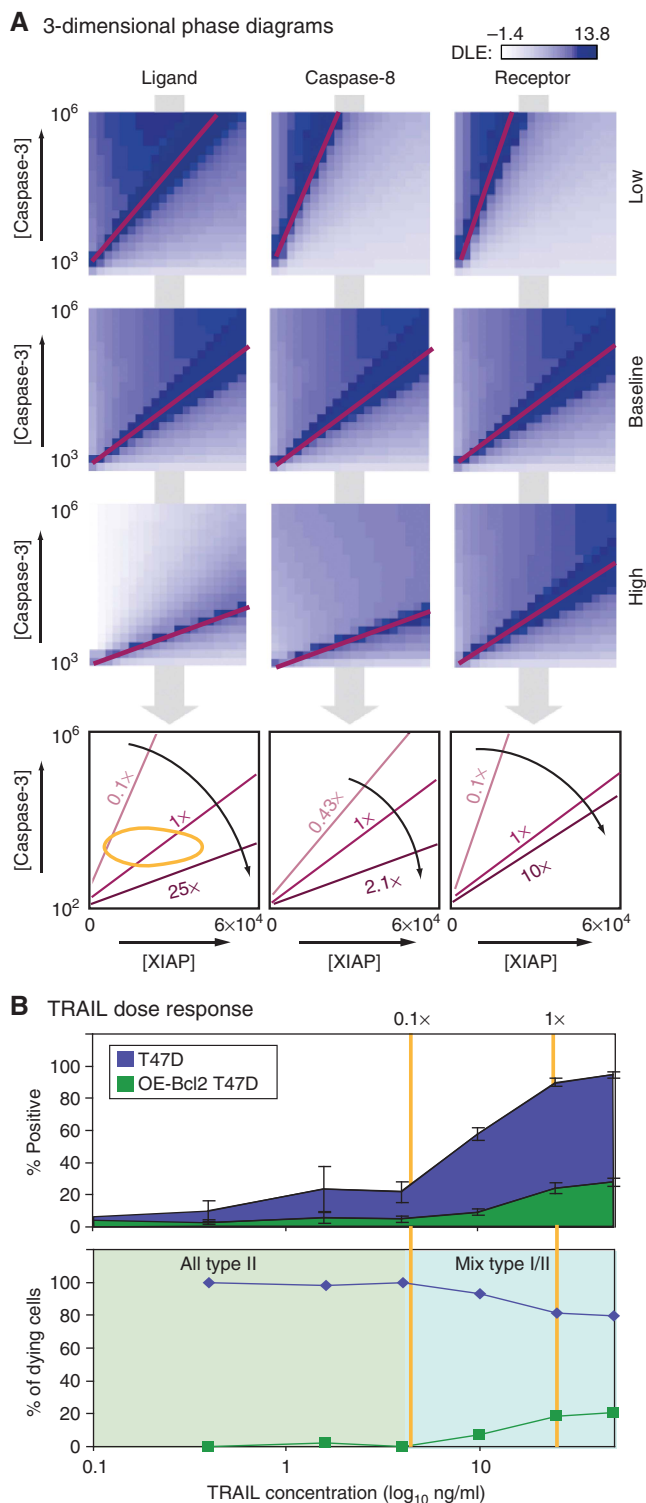 A 3-dimensional phase diagrams
DLE:
–1.4 13.8
Ligand Caspase-8 Receptor
10⁶
[Caspase-3]
10³
Low
10⁶
[Caspase-3]
10³
Baseline
10⁶
[Caspase-3]
10³
High
10⁶
[Caspase-3]
10²
0.1×
1×
25×
0.43×
1×
2.1×
0.1×
1×
10×
0 6×10⁴ 0 6×10⁴ 0 6×10⁴
[XIAP] [XIAP] [XIAP]
B TRAIL dose response
0.1× 1×
T47D
OE-Bcl2 T47D
% Positive
100
80
60
40
20
0
All type II Mix type I/II
% of dying cells
100
80
60
40
20
0
0.1 1 10
TRAIL concentration (log₁₀ ng/ml)